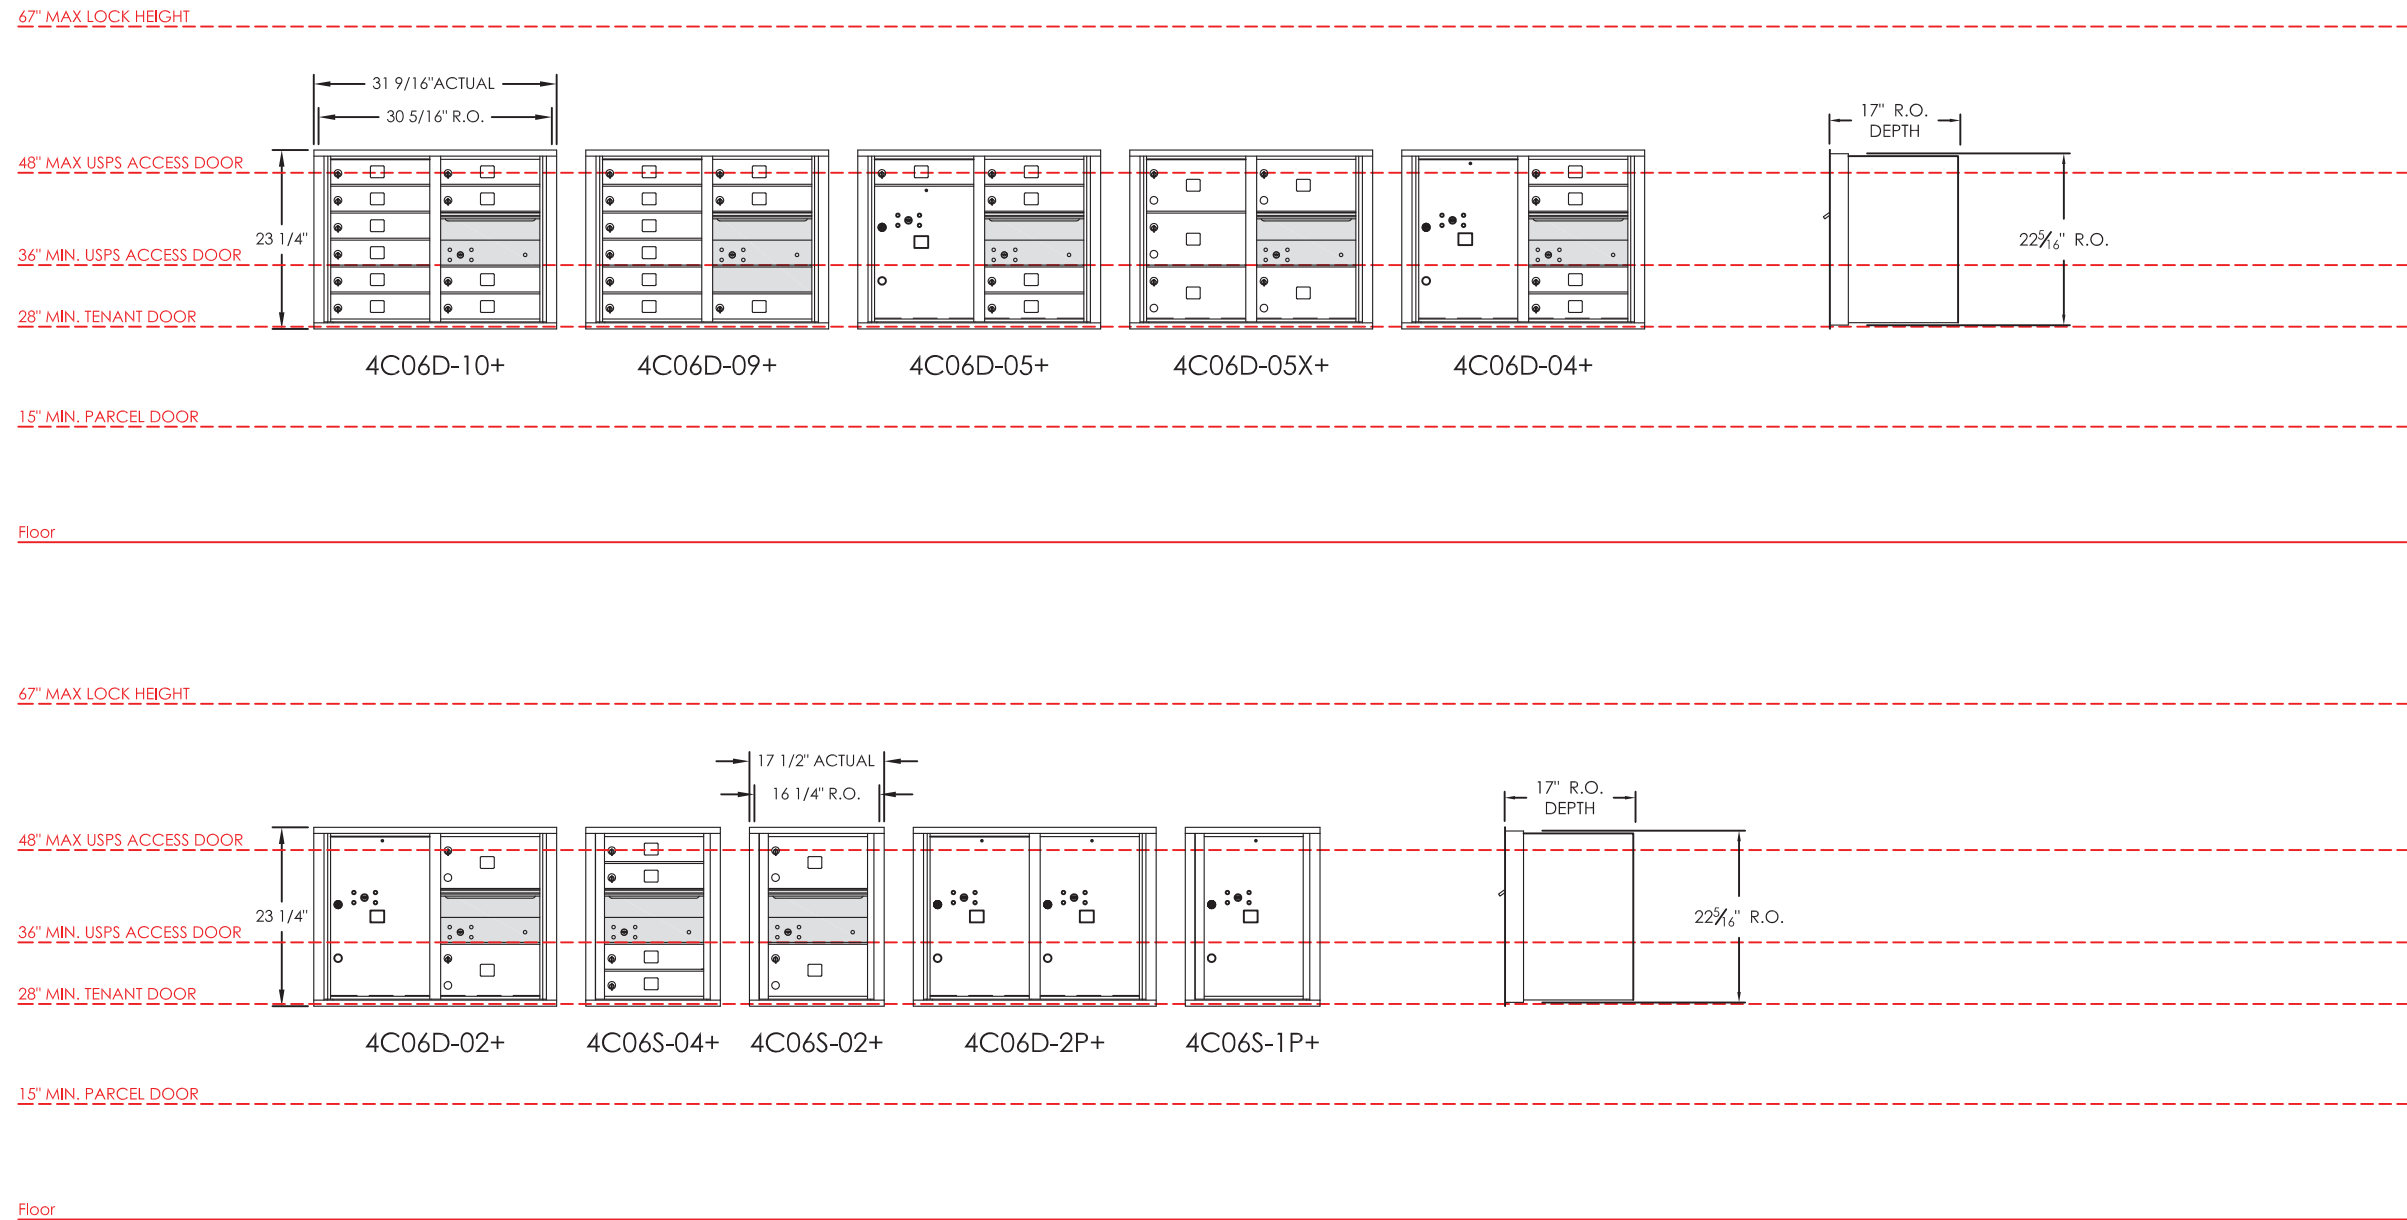 67" MAX LOCK HEIGHT
31 9/16"ACTUAL
30 5/16" R.O.
17" R.O.
DEPTH
48" MAX USPS ACCESS DOOR
23 1/4"
22 5/16" R.O.
36" MIN. USPS ACCESS DOOR
28" MIN. TENANT DOOR
4C06D-10+
4C06D-09+
4C06D-05+
4C06D-05X+
4C06D-04+
15" MIN. PARCEL DOOR
Floor
67" MAX LOCK HEIGHT
17 1/2" ACTUAL
16 1/4" R.O.
17" R.O.
DEPTH
48" MAX USPS ACCESS DOOR
23 1/4"
22 5/16" R.O.
36" MIN. USPS ACCESS DOOR
28" MIN. TENANT DOOR
4C06D-02+
4C06S-04+
4C06S-02+
4C06D-2P+
4C06S-1P+
15" MIN. PARCEL DOOR
Floor